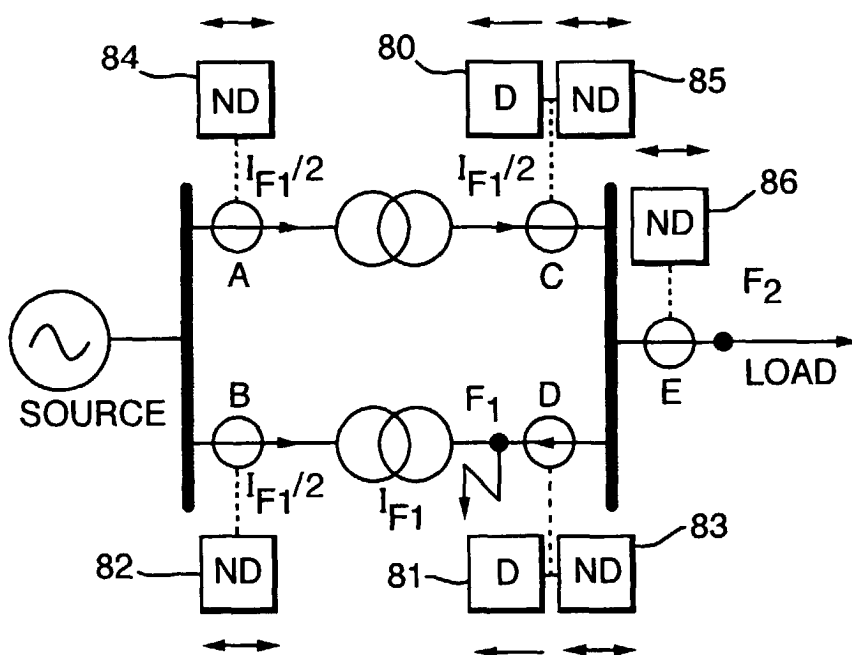 84
ND
80
D
ND
85
I_F1/2
I_F1/2
ND
86
A
C
F_2
SOURCE
E
LOAD
B
F_1
D
I_F1/2
I_F1
82
ND
81
D
ND
83